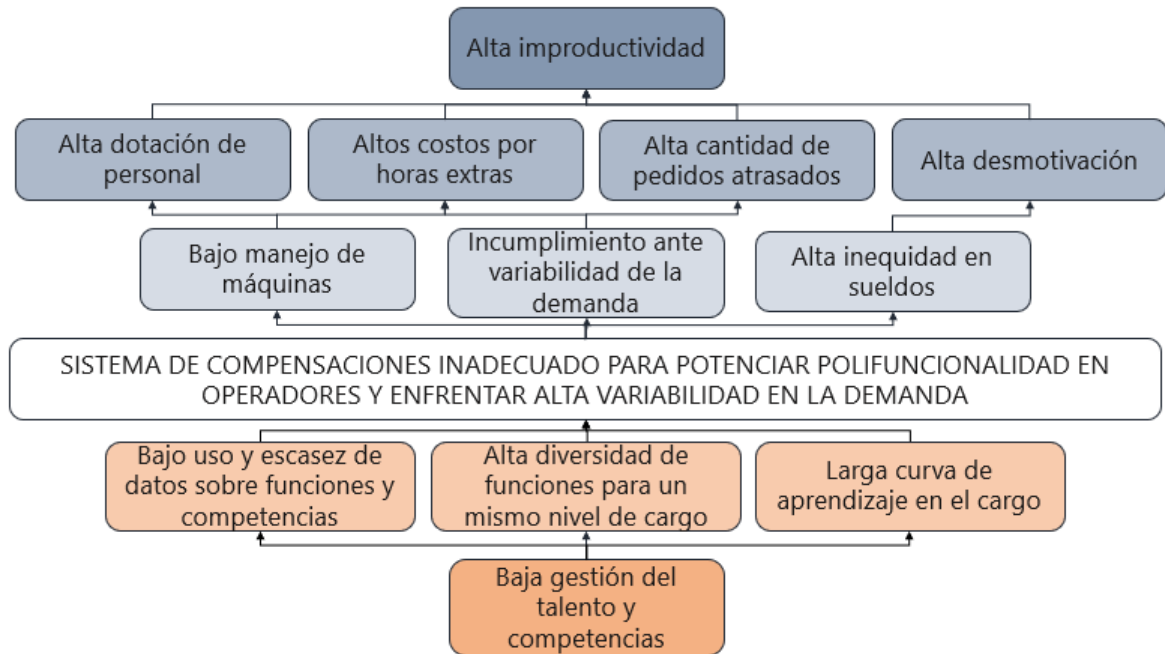 Alta improductividad
Alta dotación de
personal
Altos costos por
horas extras
Alta cantidad de
pedidos atrasados
Alta desmotivación
Bajo manejo de
máquinas
Incumplimiento ante
variabilidad de la
demanda
Alta inequidad en
sueldos
SISTEMA DE COMPENSACIONES INADECUADO PARA POTENCIAR POLIFUNCIONALIDAD EN
OPERADORES Y ENFRENTAR ALTA VARIABILIDAD EN LA DEMANDA
Bajo uso y escasez de
datos sobre funciones y
competencias
Alta diversidad de
funciones para un
mismo nivel de cargo
Larga curva de
aprendizaje en el cargo
Baja gestión del
talento y
competencias